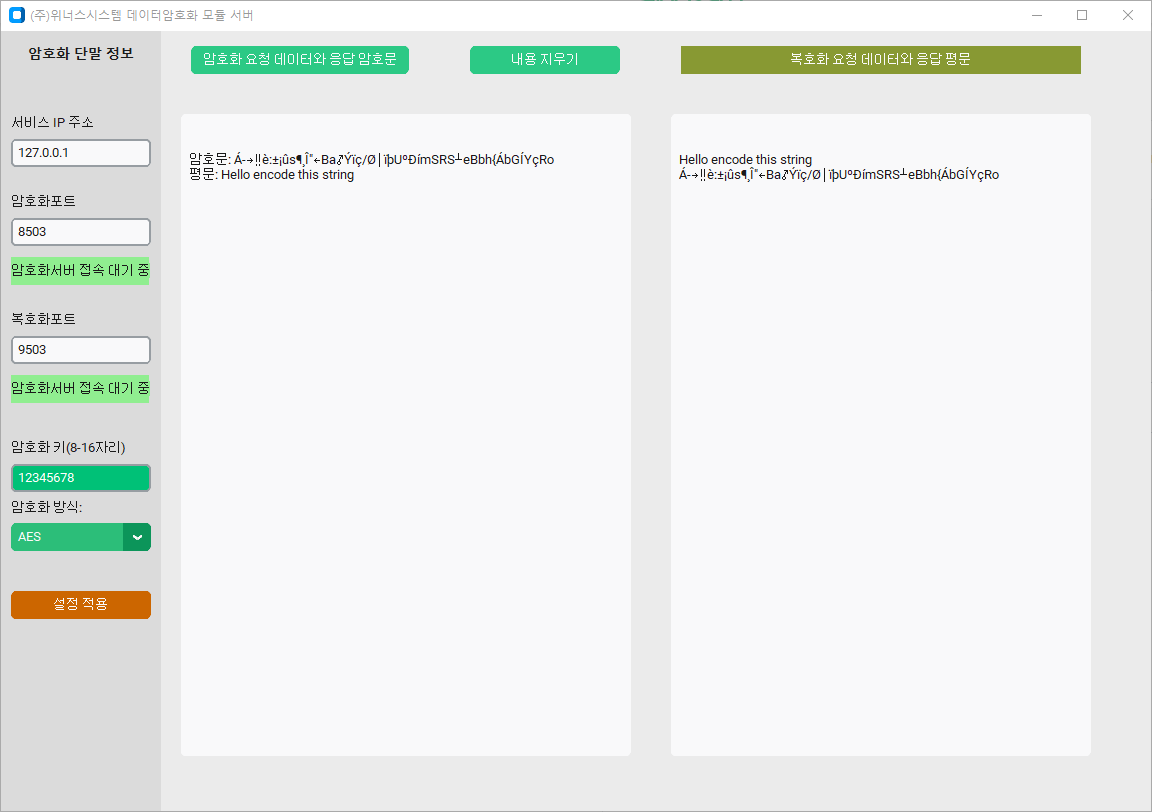 (주)위너스시스템 데이터암호화 모듈 서버
암호화 단말 정보
서비스 IP 주소
127.0.0.1
암호화포트
8503
암호화서버 접속 대기 중
복호화포트
9503
암호화서버 접속 대기 중
암호화 키(8-16자리)
12345678
암호화 방식:
AES
설정 적용
암호화 요청 데이터와 응답 암호문
내용 지우기
복호화 요청 데이터와 응답 평문
암호문: Á-→‼è:±¡ûs¶¸Î"←Ba♂Ýïç/Ø│ïþUºÐímSRS┴eBbh{ÁbGÍYçRo
평문: Hello encode this string
Hello encode this string
Á-→‼è:±¡ûs¶¸Î"←Ba♂Ýïç/Ø│ïþUºÐímSRS┴eBbh{ÁbGÍYçRo